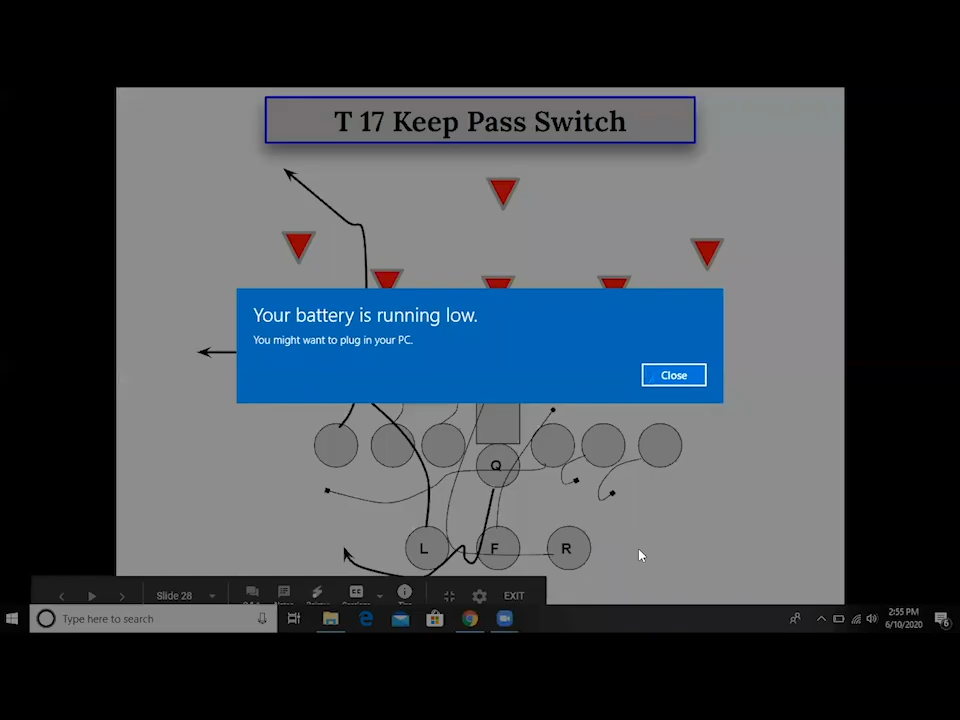 T 17 Keep Pass Switch
Your battery is running low.
You might want to plug in your PC.
Close
Q
L
F
R
Slide 28
EXIT
Type here to search
2:55 PM
6/10/2020
6